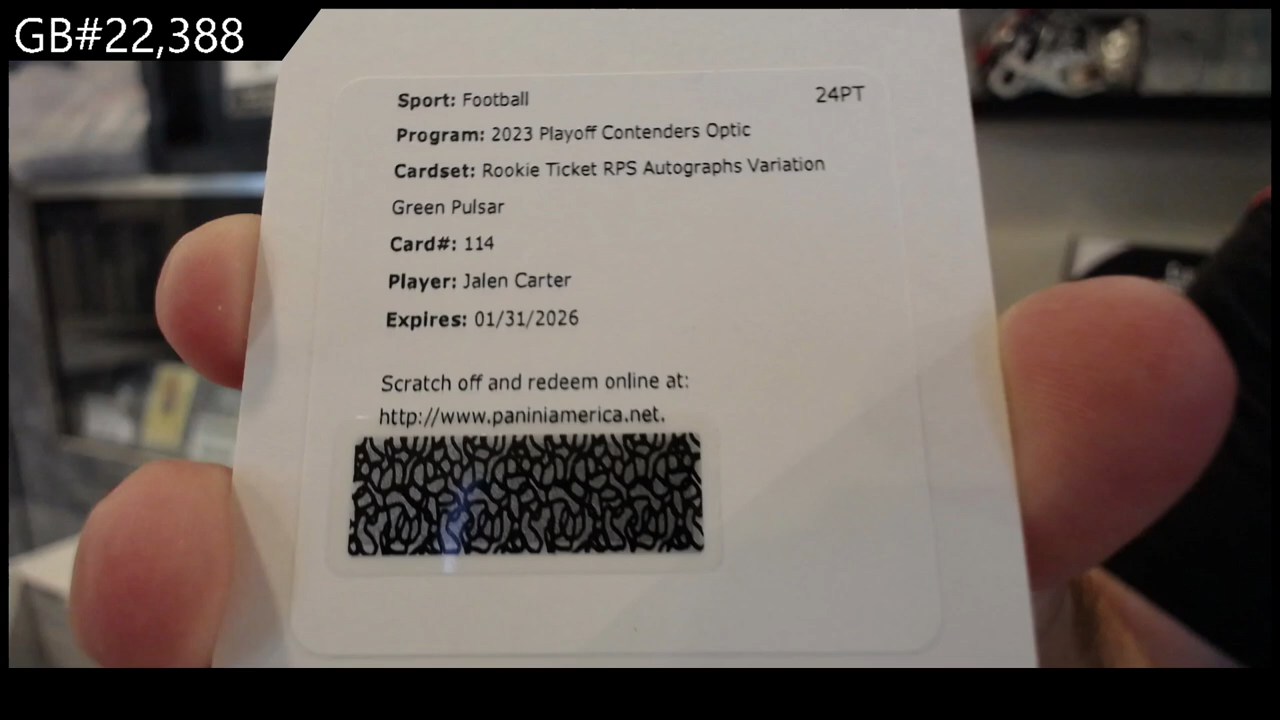 GB#22,388
Sport: Football 24PT
Program: 2023 Playoff Contenders Optic
Cardset: Rookie Ticket RPS Autographs Variation
Green Pulsar
Card#: 114
Player: Jalen Carter
Expires: 01/31/2026
Scratch off and redeem online at:
http://www.paniniamerica.net.